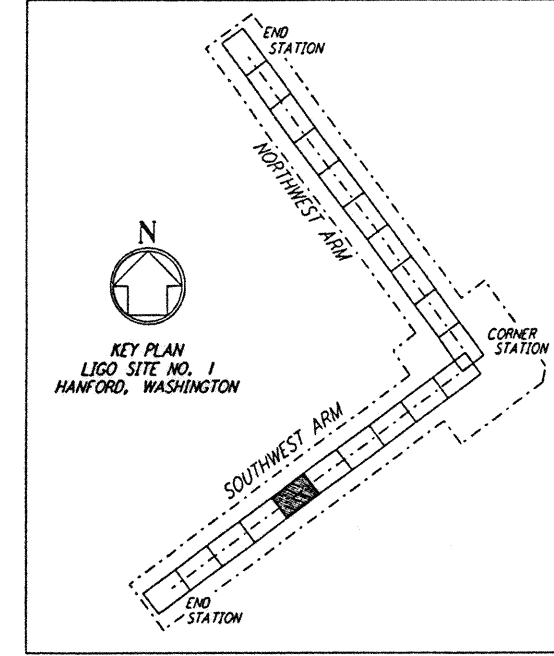 END
STATION
NORTHWEST ARM
N
KEY PLAN
LIGO SITE NO. 1
HANFORD, WASHINGTON
CORNER
STATION
SOUTHWEST ARM
END
STATION